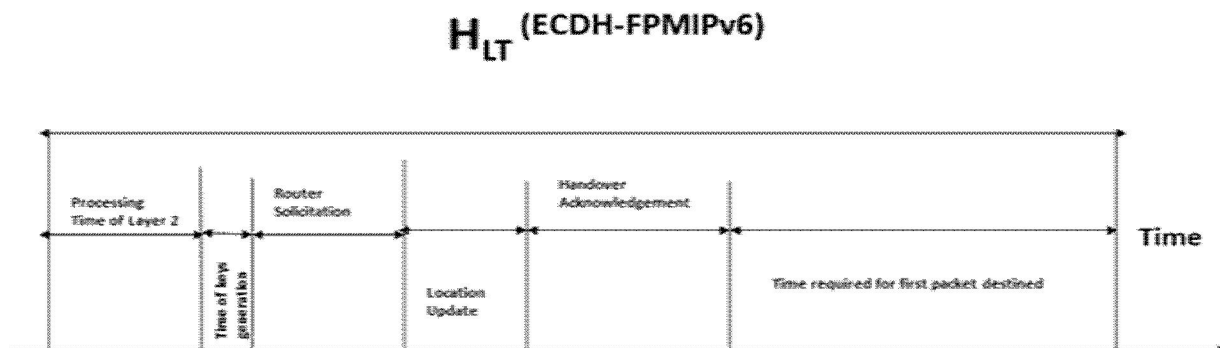 H_LT (ECDH-FPMIPv6)
Processing
Time of Layer 2
Time of keys
generation
Router
Solicitation
Location
Update
Handover
Acknowledgement
Time required for first packet destined
Time